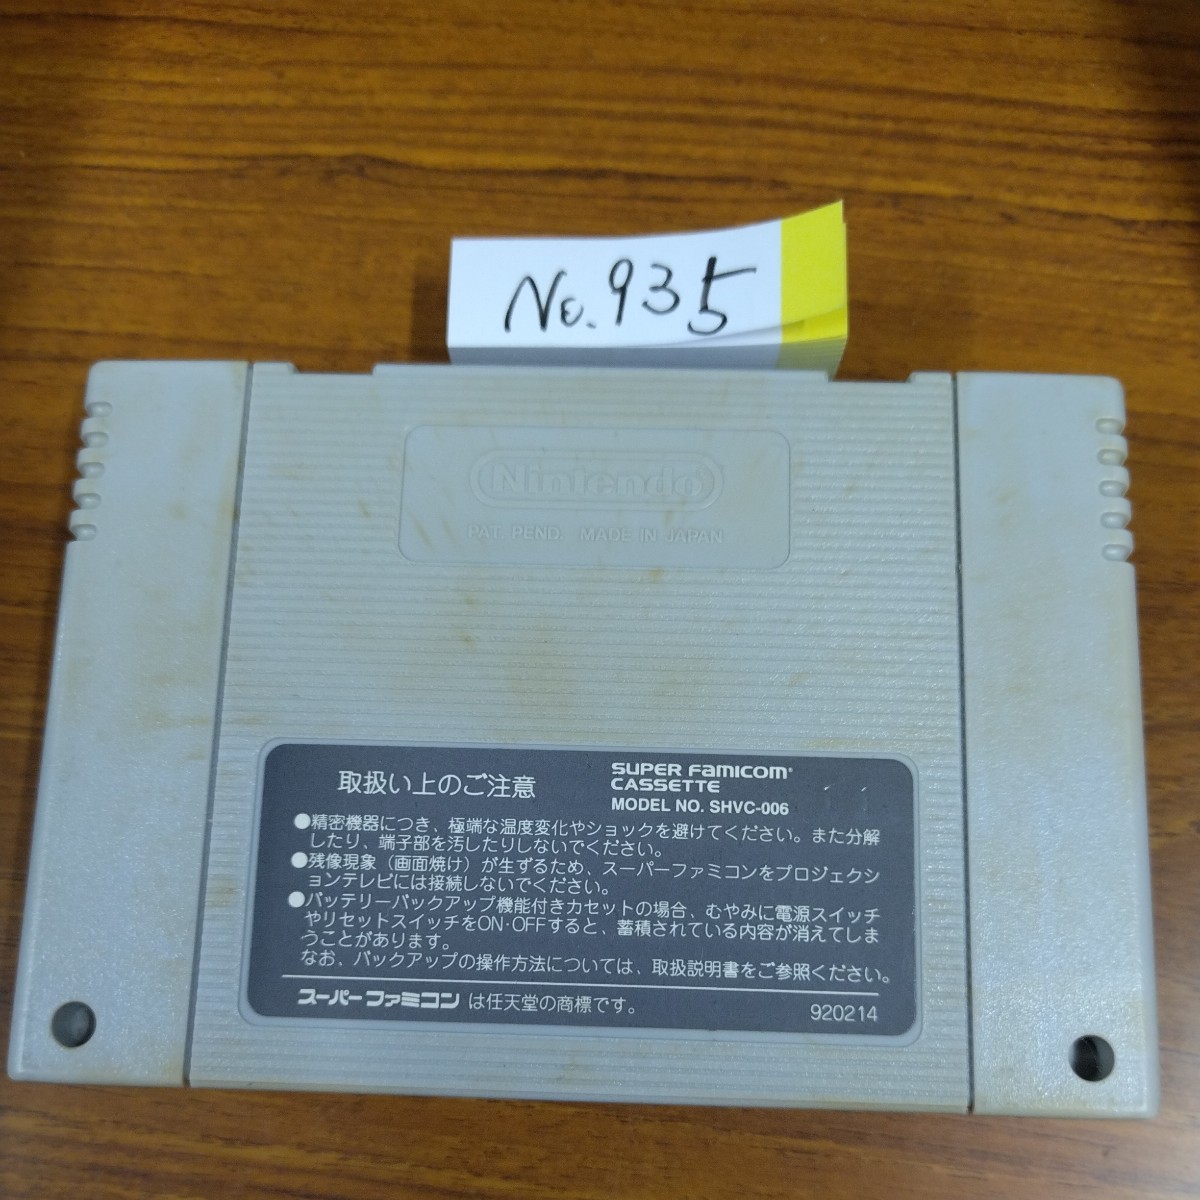 No.935
Nintendo
PAT. PEND. MADE IN JAPAN
取扱い上のご注意
SUPER FAMICOM
CASSETTE
MODEL NO. SHVC-006
●精密機器につき、極端な温度変化やショックを避けてください。また分解
したり、端子部を汚したりしないでください。
●残像現象（画面焼け）が生ずるため、スーパーファミコンをプロジェクシ
ョンテレビには接続しないでください。
●バッテリーバックアップ機能付きカセットの場合、むやみに電源スイッチ
やリセットスイッチをON・OFFすると、蓄積されている内容が消えてしま
うことがあります。
なお、バックアップの操作方法については、取扱説明書をご参照ください。
スーパーファミコンは任天堂の商標です。
920214